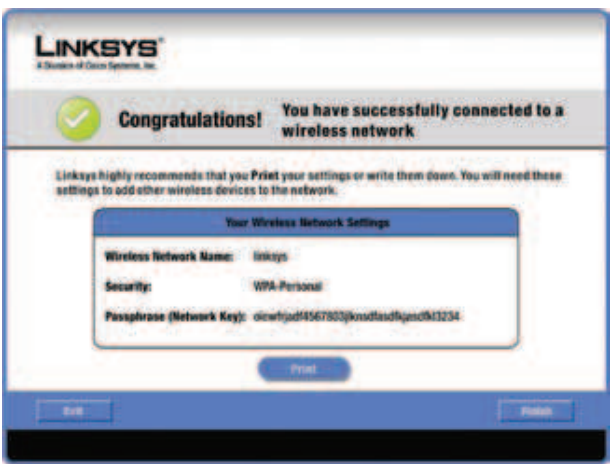 LINKSYS®
A Division of Cisco Systems, Inc.
Congratulations!
You have successfully connected to a
wireless network
Linksys highly recommends that you Print your settings or write them down. You will need these
settings to add other wireless devices to the network.
Your Wireless Network Settings
Wireless Network Name: linksys
Security: WPA-Personal
Passphrase (Network Key):
Print
Exit
Finish